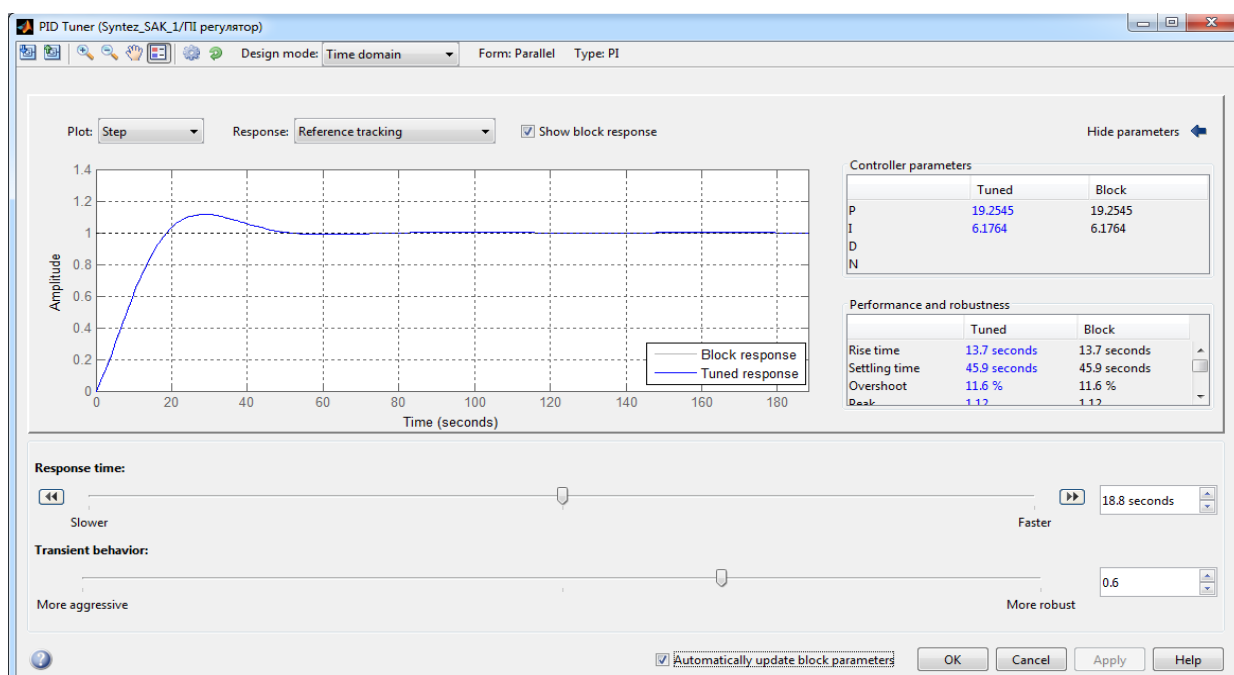 PID Tuner (Syntez_SAK_1/ПІ регулятор)
Design mode: Time domain Form: Parallel Type: PI
Plot: Step Response: Reference tracking Show block response Hide parameters
1.4
1.2
1
0.8
0.6
0.4
0.2
0
Amplitude
0 20 40 60 80 100 120 140 160 180
Time (seconds)
Block response
Tuned response
Controller parameters
Tuned Block
P 19.2545 19.2545
I 6.1764 6.1764
D
N
Performance and robustness
Tuned Block
Rise time 13.7 seconds 13.7 seconds
Settling time 45.9 seconds 45.9 seconds
Overshoot 11.6 % 11.6 %
Peak 1.12 1.12
Response time:
18.8 seconds
Slower Faster
Transient behavior:
0.6
More aggressive More robust
Automatically update block parameters OK Cancel Apply Help